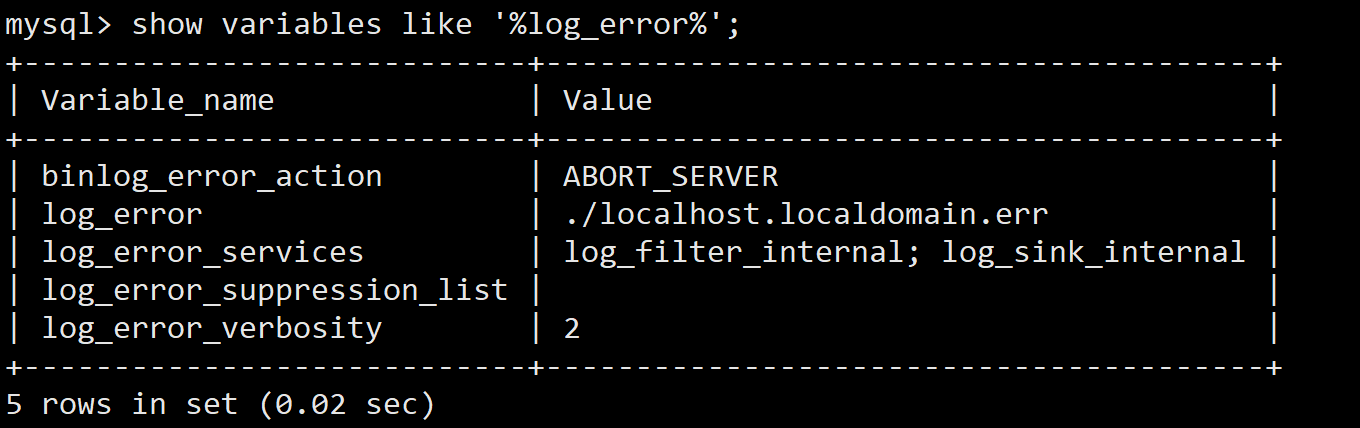 mysql> show variables like '%log_error%';
+----------------------------+----------------------------------------+
| Variable_name              | Value                                  |
+----------------------------+----------------------------------------+
| binlog_error_action        | ABORT_SERVER                           |
| log_error                  | ./localhost.localdomain.err            |
| log_error_services         | log_filter_internal; log_sink_internal |
| log_error_suppression_list |                                        |
| log_error_verbosity        | 2                                      |
+----------------------------+----------------------------------------+
5 rows in set (0.02 sec)